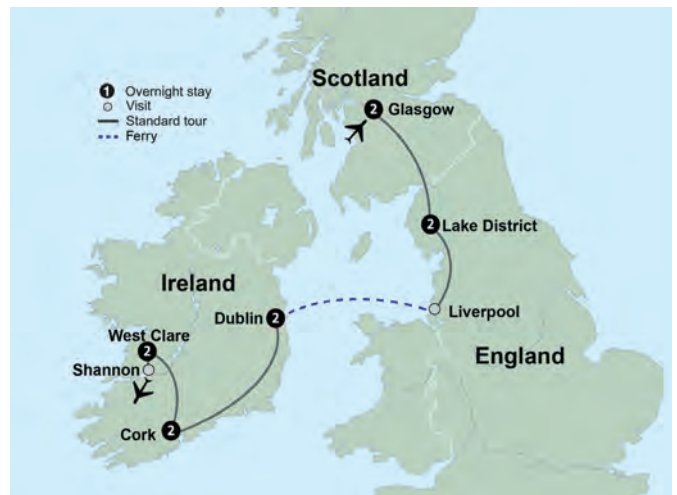 Scotland
1 Overnight stay
Visit
Standard tour
Ferry
2 Glasgow
2 Lake District
Ireland
Dublin 2
Liverpool
West Clare
2
Shannon
England
Cork 2